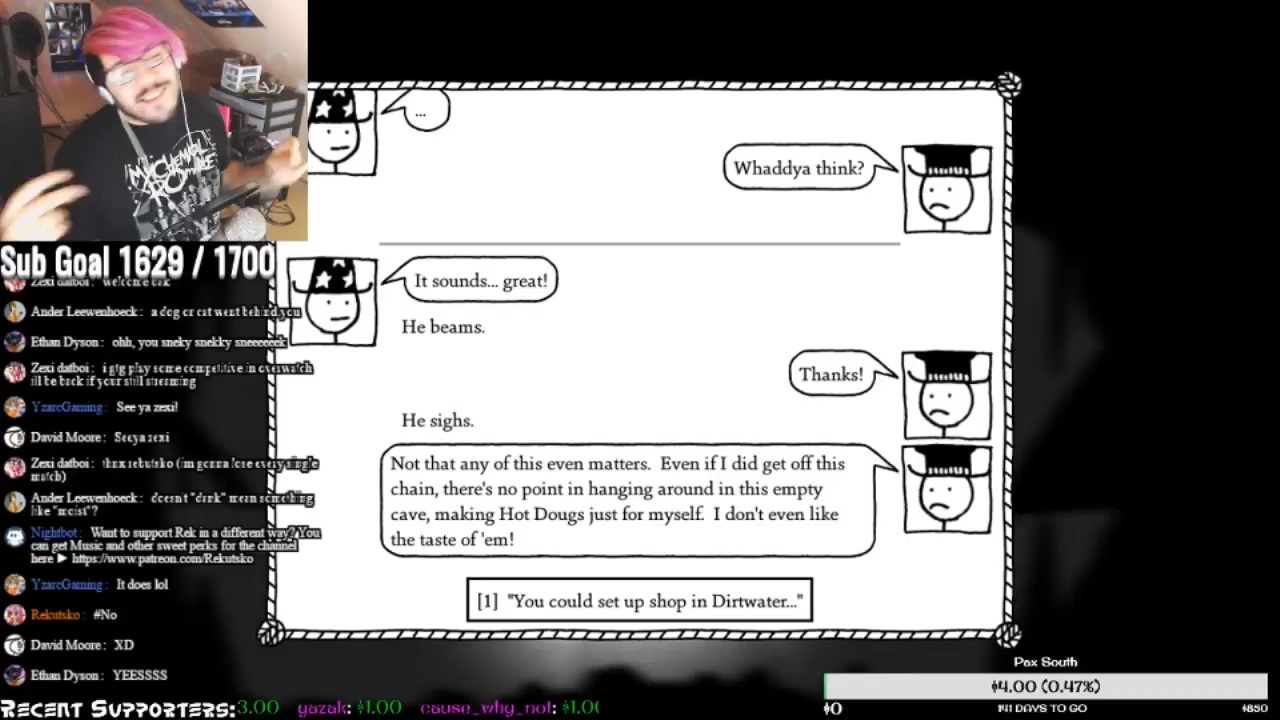 MY CHEMICAL
RO
...
Whaddya think?
It sounds... great!
He beams.
Thanks!
He sighs.
Not that any of this even matters.  Even if I did get off this
chain, there's no point in hanging around in this empty
cave, making Hot Dougs just for myself.  I don't even like
the taste of 'em!
[1]  "You could set up shop in Dirtwater..."
Sub Goal 1629 / 1700
Zexi datboi: welcome
Ander Leewenhoeck: a dog or cat went behind you
Ethan Dyson: ohh, you sneky snekky sneeeeeek
Zexi datboi: i gtg play some competitive in overwatch
ill be back if your still streaming
YzarcGaming: See ya zexi!
David Moore: Seeya zexi
Zexi datboi: thnx rekutsko (im gonna lose every single
match)
Ander Leewenhoeck: doesn't "dank" mean something
like "moist"?
Nightbot: Want to support Rek in a different way? You
can get Music and other sweet perks for the channel
here ► https://www.patreon.com/Rekutsko
YzarcGaming: It does lol
Rekutsko: #No
David Moore: XD
Ethan Dyson: YEESSSS
Recent Supporters: 3.00 yazak: $1.00 cause_why_not: $1.00
Pax South
$4.00 (0.47%)
$0 141 DAYS TO GO $850